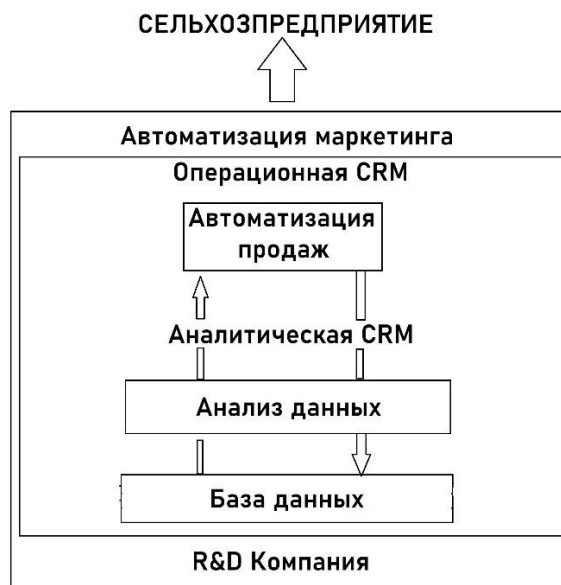 СЕЛЬХОЗПРЕДПРИЯТИЕ
Автоматизация маркетинга
Операционная CRM
Автоматизация
продаж
Аналитическая CRM
Анализ данных
База данных
R&D Компания